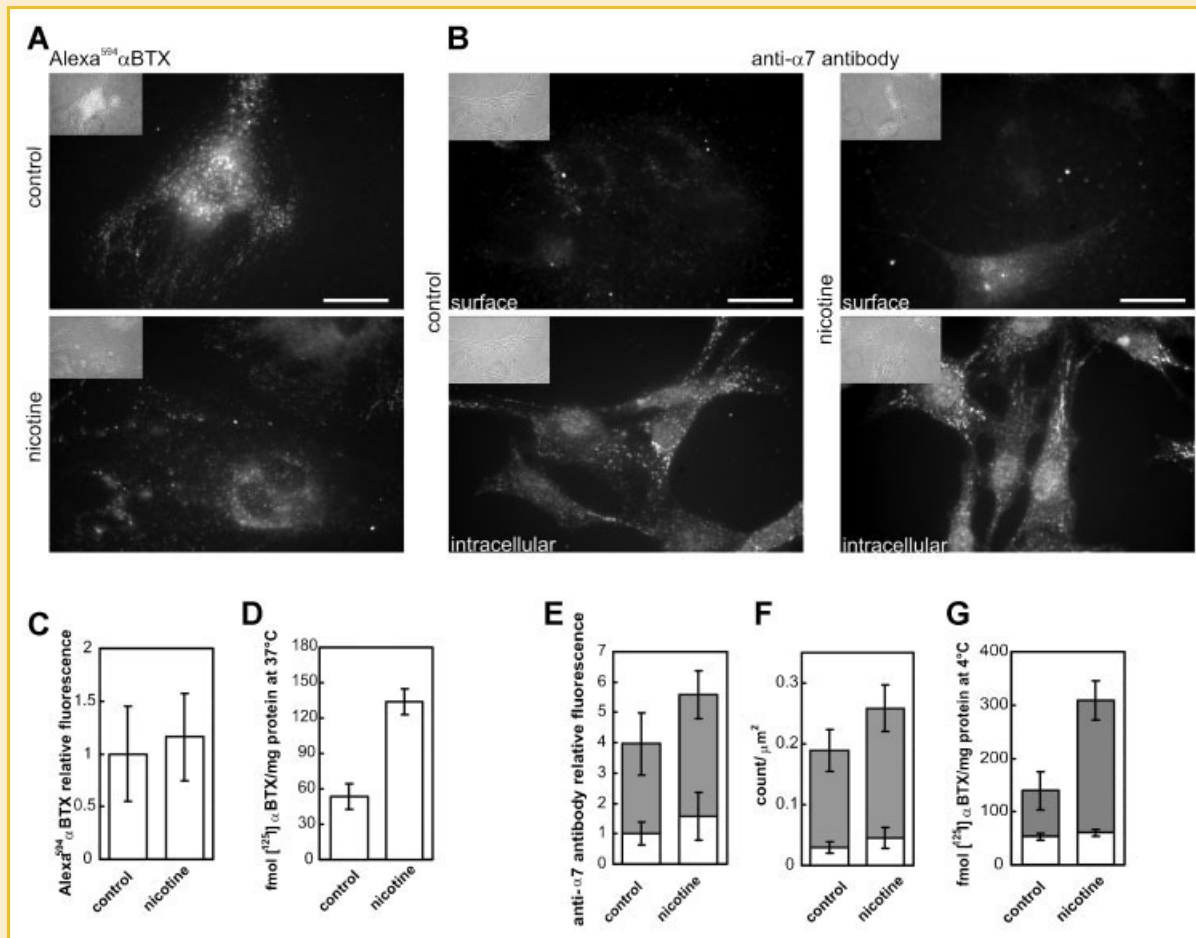 A
Alexa⁵⁹⁴αBTX
control
nicotine
B
anti-α7 antibody
control
surface
intracellular
nicotine
surface
intracellular
C
Alexa⁵⁹⁴αBTX relative fluorescence
2
1.5
1
0.5
0
control
nicotine
D
fmol [¹²⁵I] αBTX/mg protein at 37°C
180
150
120
90
60
30
0
control
nicotine
E
anti-α7 antibody relative fluorescence
7
6
5
4
3
2
1
0
control
nicotine
F
count/μm²
0.3
0.2
0.1
0
control
nicotine
G
fmol [¹²⁵I] αBTX/mg protein at 4°C
400
300
200
100
0
control
nicotine